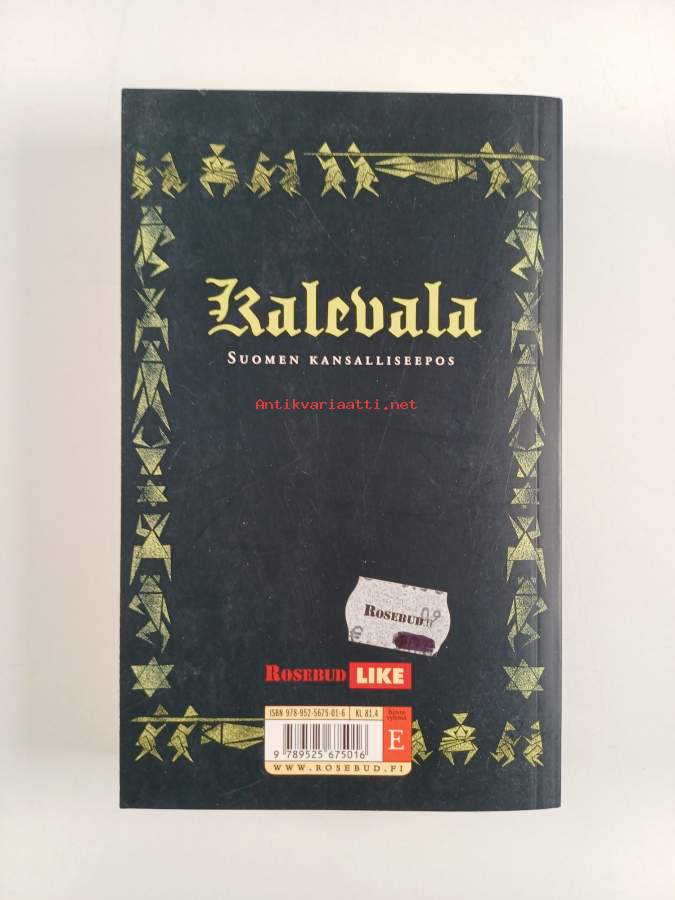 Kalevala
SUOMEN KANSALLISEEPOS
Antikvariaatti.net
ROSEBUD
09
€
ROSEBUD LIKE
ISBN 978-952-5675-01-6 KL 81,4
E
9 789525 675016
WWW.ROSEBUD.FI